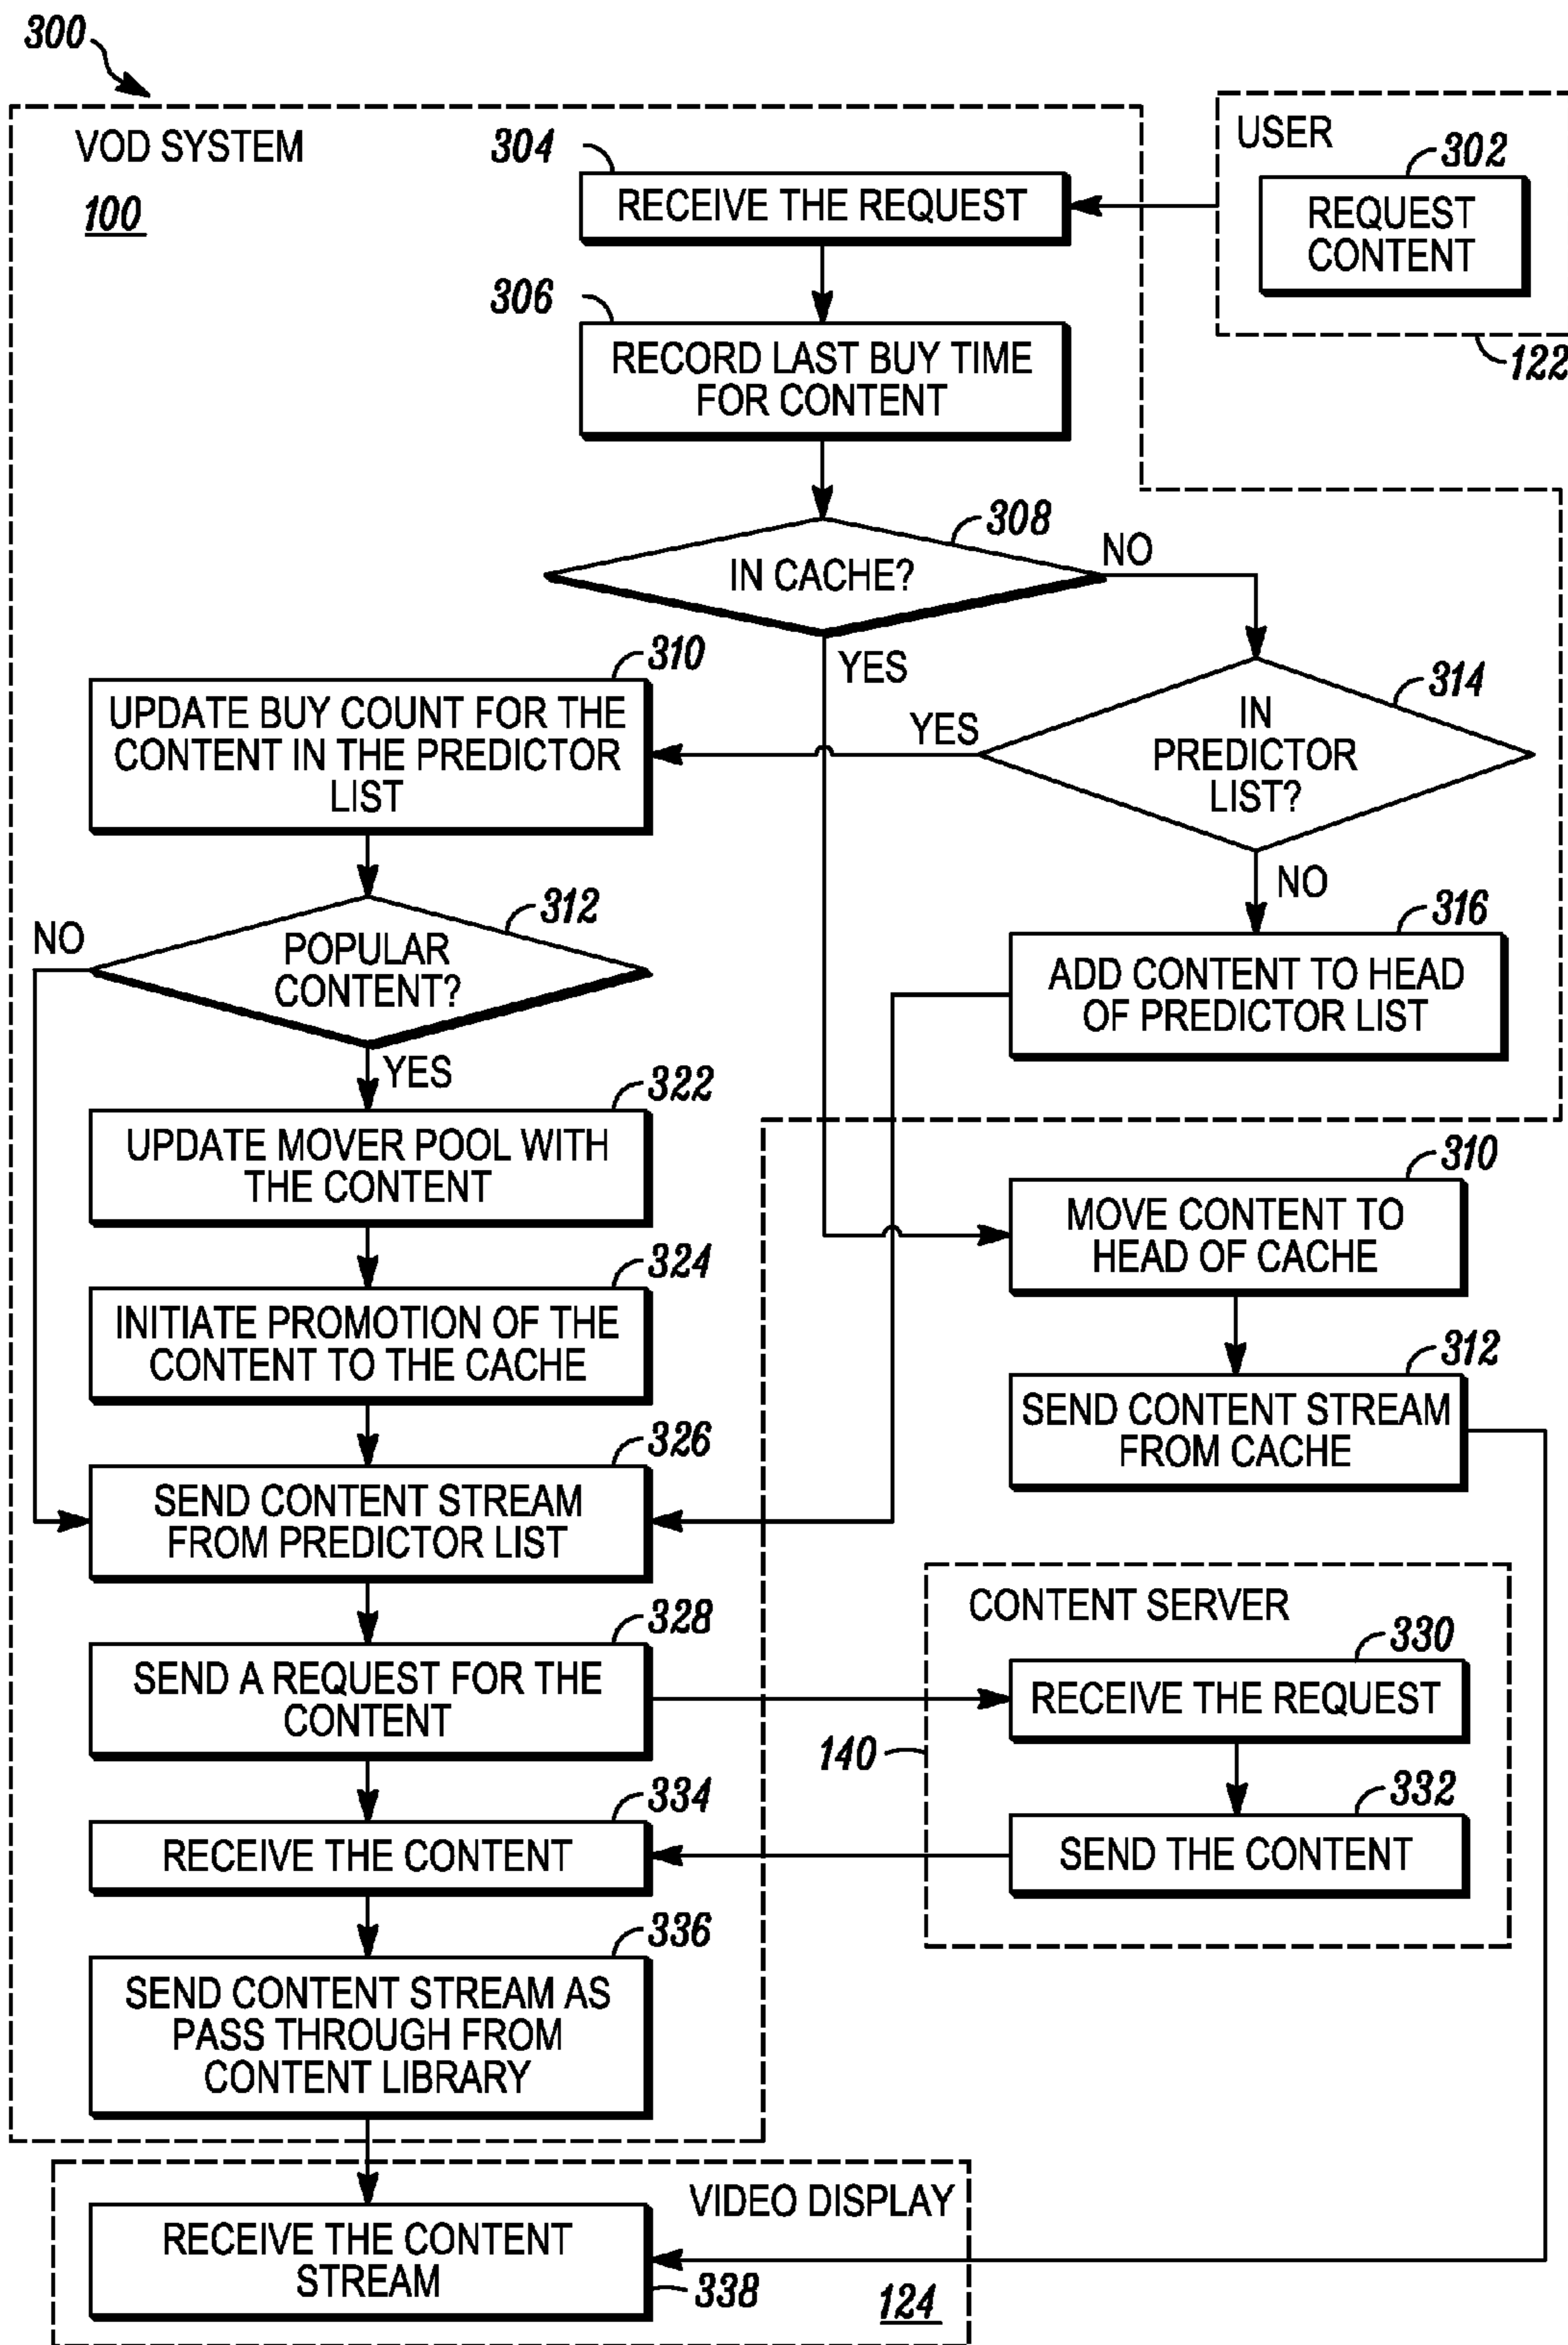 300
VOD SYSTEM
100
USER
302
REQUEST
CONTENT
122
304
RECEIVE THE REQUEST
306
RECORD LAST BUY TIME
FOR CONTENT
308
IN CACHE?
NO
YES
314
IN
PREDICTOR
LIST?
YES
NO
310
UPDATE BUY COUNT FOR THE
CONTENT IN THE PREDICTOR
LIST
312
POPULAR
CONTENT?
NO
YES
316
ADD CONTENT TO HEAD
OF PREDICTOR LIST
322
UPDATE MOVER POOL WITH
THE CONTENT
310
MOVE CONTENT TO
HEAD OF CACHE
324
INITIATE PROMOTION OF THE
CONTENT TO THE CACHE
312
SEND CONTENT STREAM
FROM CACHE
326
SEND CONTENT STREAM
FROM PREDICTOR LIST
328
SEND A REQUEST FOR THE
CONTENT
CONTENT SERVER
330
RECEIVE THE REQUEST
140
332
SEND THE CONTENT
334
RECEIVE THE CONTENT
336
SEND CONTENT STREAM AS
PASS THROUGH FROM
CONTENT LIBRARY
VIDEO DISPLAY
RECEIVE THE CONTENT
STREAM
338
124